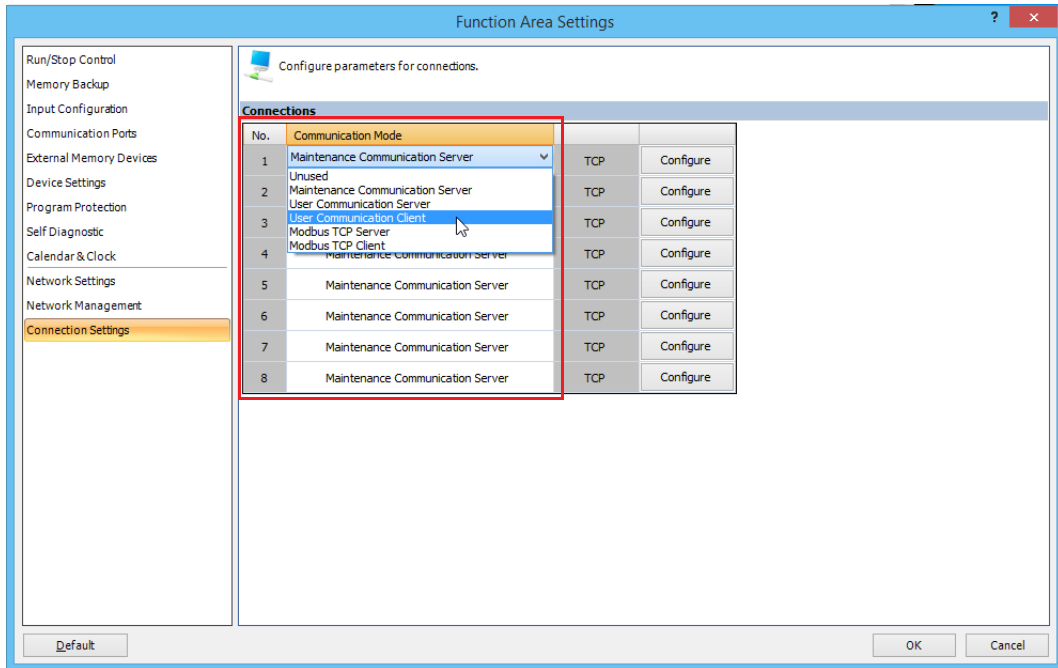 Function Area Settings
?
Run/Stop Control
Memory Backup
Input Configuration
Communication Ports
External Memory Devices
Device Settings
Program Protection
Self Diagnostic
Calendar & Clock
Network Settings
Network Management
Connection Settings
Configure parameters for connections.
Connections
No. Communication Mode
1 Maintenance Communication Server TCP Configure
Unused
Maintenance Communication Server
User Communication Server
User Communication Client
Modbus TCP Server
Modbus TCP Client
2 TCP Configure
3 TCP Configure
4 Maintenance Communication Server TCP Configure
5 Maintenance Communication Server TCP Configure
6 Maintenance Communication Server TCP Configure
7 Maintenance Communication Server TCP Configure
8 Maintenance Communication Server TCP Configure
Default OK Cancel